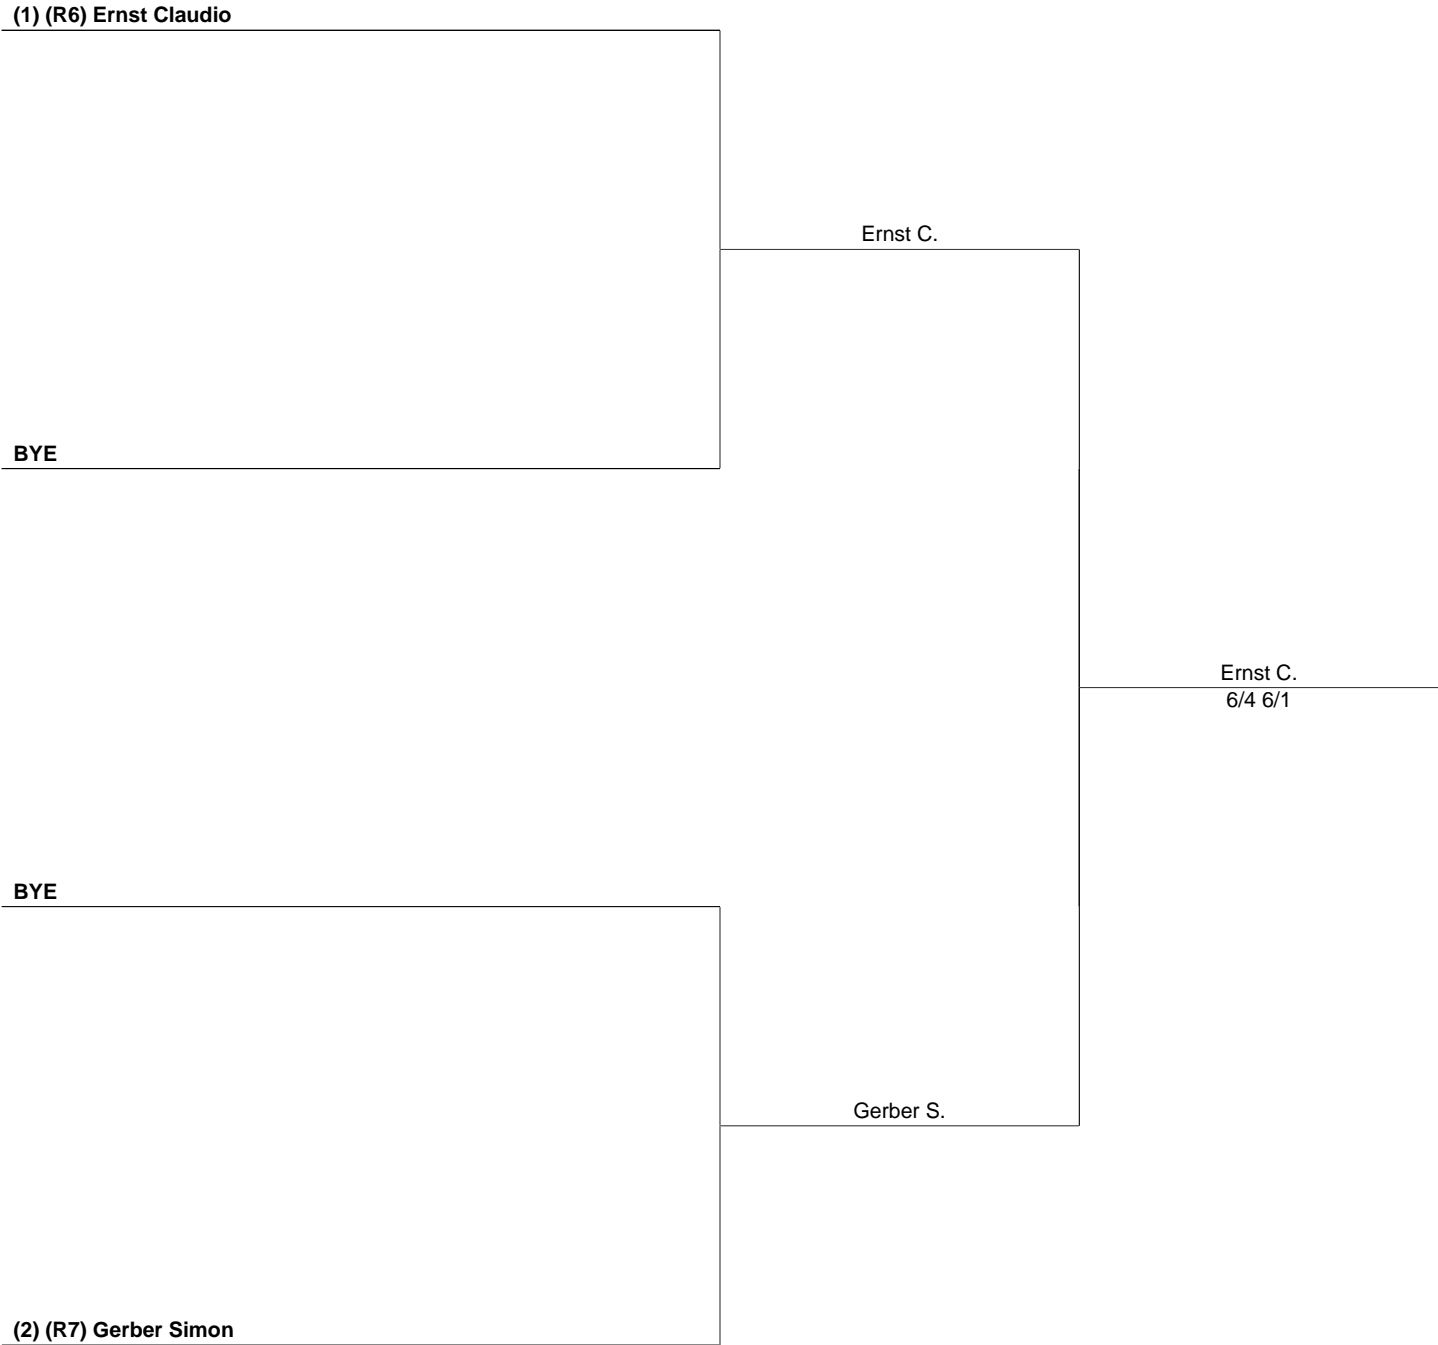 (1) (R6) Ernst Claudio
Ernst C.
BYE
Ernst C.
6/4 6/1
BYE
Gerber S.
(2) (R7) Gerber Simon